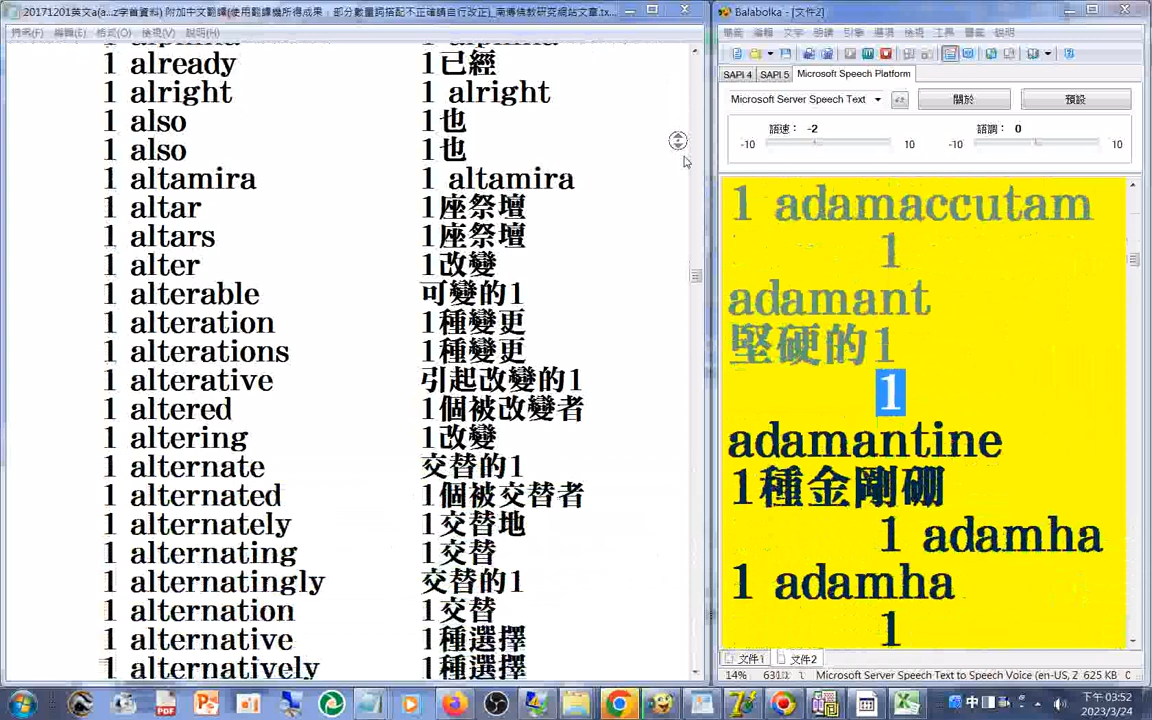 20171201英文a(a...z字首資料) 附加中文翻譯(使用翻譯機所得成果，部分數量詞搭配不正確請自行改正)_南傳佛教研究網站文章.tx...
檔案(F) 編輯(E) 格式(O) 檢視(V) 說明(H)
1 already 1已經
1 alright 1 alright
1 also 1也
1 also 1也
1 altamira 1 altamira
1 altar 1座祭壇
1 altars 1座祭壇
1 alter 1改變
1 alterable 可變的1
1 alteration 1種變更
1 alterations 1種變更
1 alterative 引起改變的1
1 altered 1個被改變者
1 altering 1改變
1 alternate 交替的1
1 alternated 1個被交替者
1 alternately 1交替地
1 alternating 1交替
1 alternatingly 交替的1
1 alternation 1交替
1 alternative 1種選擇
1 alternatively 1種選擇
Balabolka - [文件2]
檔案 編輯 文字 朗讀 引擎 選項 檢視 工具 書籤 說明
SAPI 4 SAPI 5 Microsoft Speech Platform
Microsoft Server Speech Text 關於 預設
語速： -2 語調： 0
-10 10 -10 10
1 adamaccutam
1
adamant
堅硬的1
1
adamantine
1種金剛硼
1 adamha
1 adamha
1
文件1 文件2
14% Microsoft Server Speech Text to Speech Voice (en-US, Z 625 KB
中
下午 03:52
2023/3/24